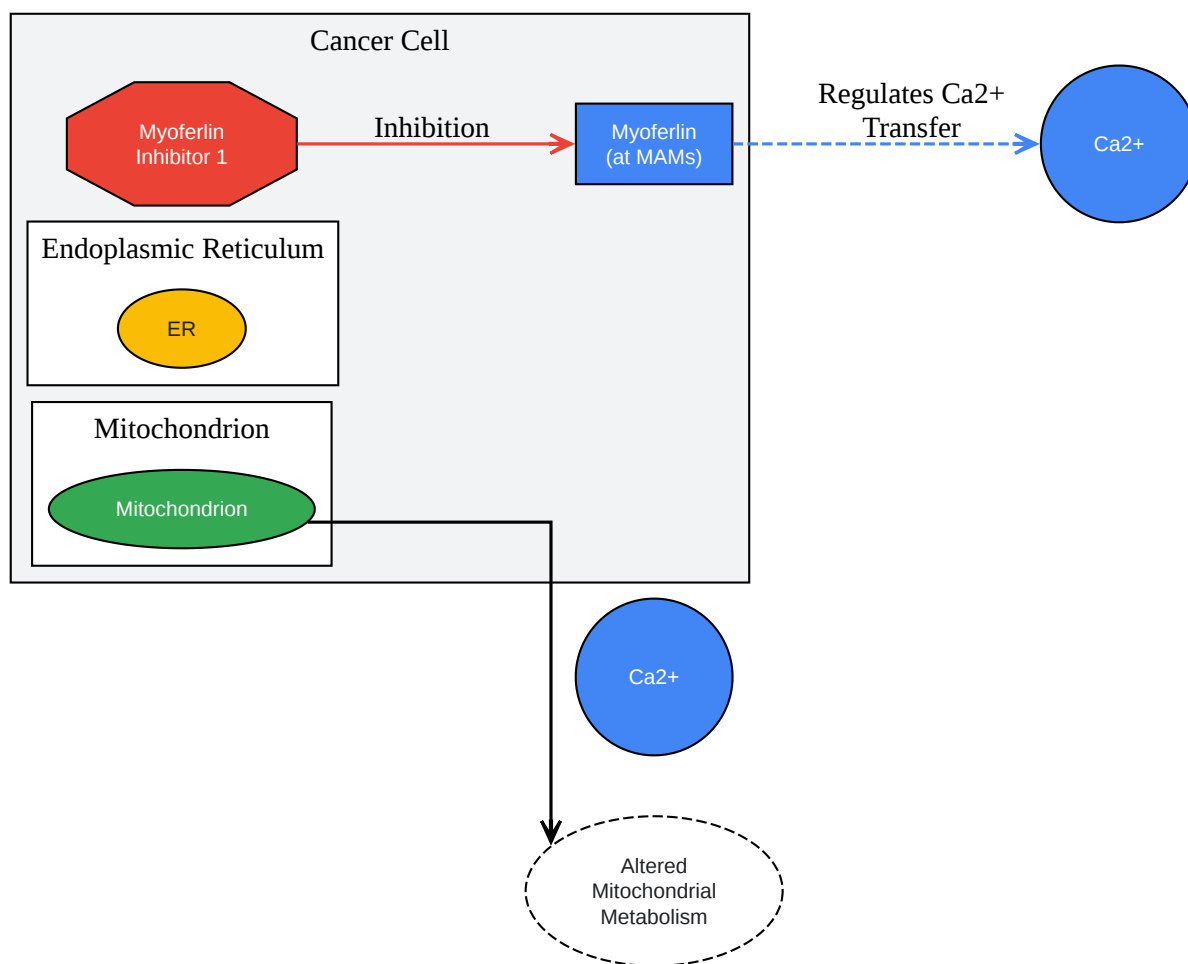 Cancer Cell
Myoferlin
Inhibitor 1
Inhibition
Myoferlin
(at MAMs)
Regulates Ca2+
Transfer
Ca2+
Endoplasmic Reticulum
ER
Mitochondrion
Mitochondrion
Ca2+
Altered
Mitochondrial
Metabolism